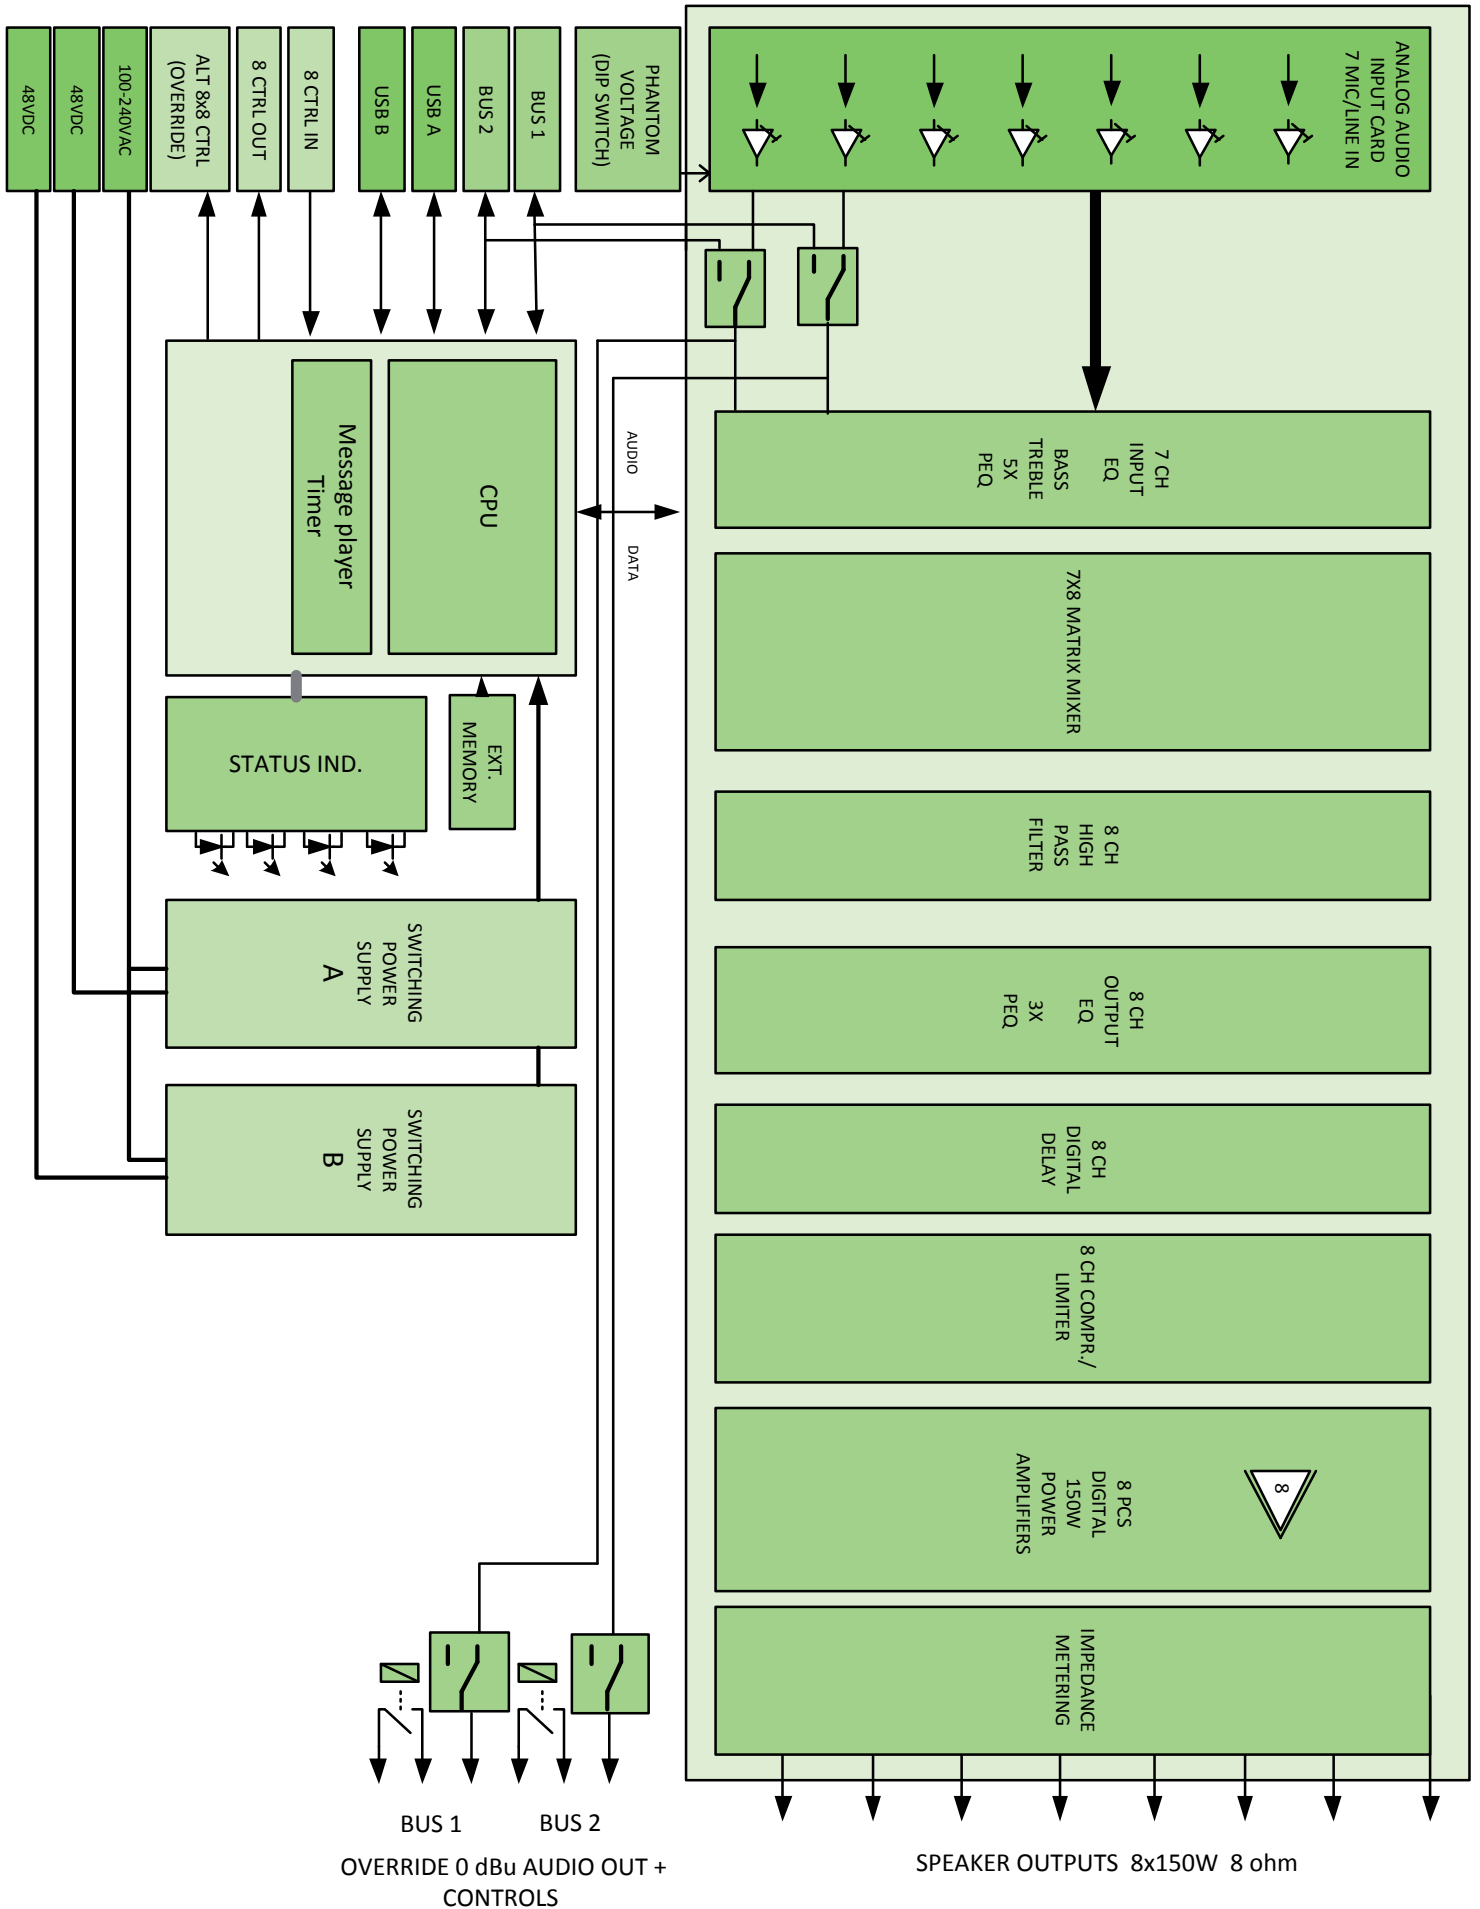 48VDC
48VDC
100-240VAC
ALT 8x8 CTRL
(OVERRIDE)
8 CTRL OUT
8 CTRL IN
USB B
USB A
BUS 2
BUS 1
PHANTOM
VOLTAGE
(DIP SWITCH)
ANALOG AUDIO
INPUT CARD
7 MIC/LINE IN
CPU
Message player
Timer
AUDIO
DATA
7 CH
INPUT
EQ
BASS
TREBLE
5X
PEQ
7X8 MATRIX MIXER
STATUS IND.
EXT.
MEMORY
8 CH
HIGH
PASS
FILTER
SWITCHING
POWER
SUPPLY
A
8 CH
OUTPUT
EQ
3X
PEQ
SWITCHING
POWER
SUPPLY
B
8 CH
DIGITAL
DELAY
8 CH COMPR./
LIMITER
8 PCS
DIGITAL
150W
POWER
AMPLIFIERS
8
IMPEDANCE
METERING
BUS 1
BUS 2
OVERRIDE 0 dBu AUDIO OUT +
CONTROLS
SPEAKER OUTPUTS 8x150W 8 ohm